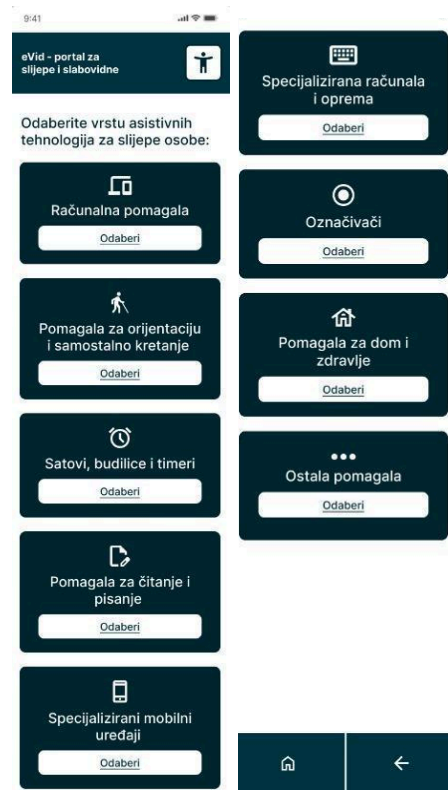 9:41
eVid - portal za
slijepe i slabovidne
Odaberite vrstu asistivnih
tehnologija za slijepe osobe:
Računalna pomagala
Odaberi
Pomagala za orijentaciju
i samostalno kretanje
Odaberi
Satovi, budilice i timeri
Odaberi
Pomagala za čitanje i
pisanje
Odaberi
Specijalizirani mobilni
uređaji
Odaberi
Specijalizirana računala
i oprema
Odaberi
Označivači
Odaberi
Pomagala za dom i
zdravlje
Odaberi
Ostala pomagala
Odaberi